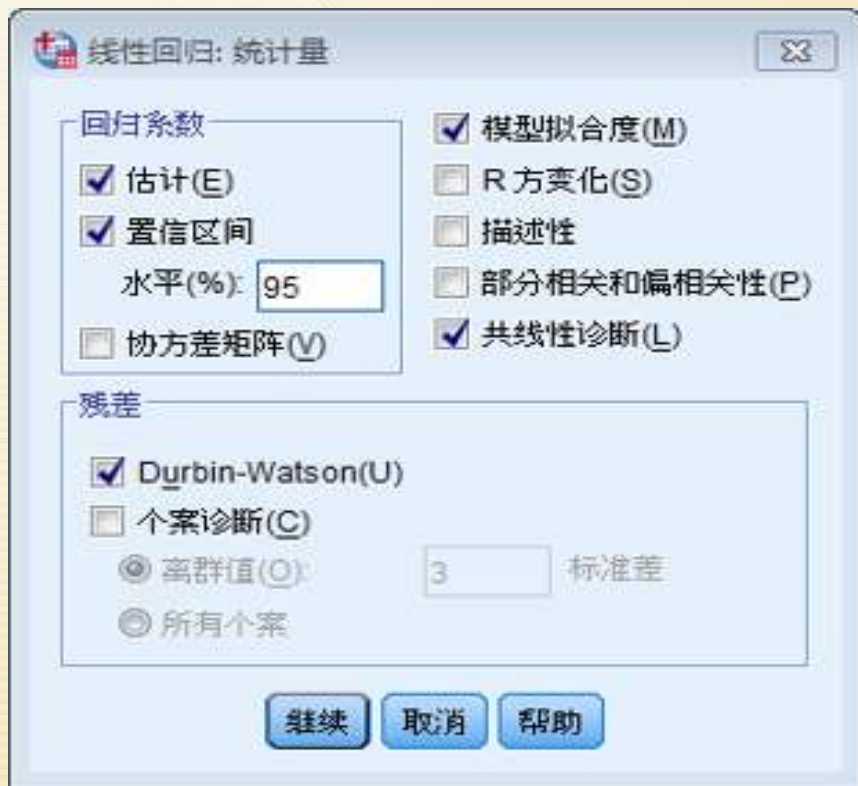 线性回归: 统计量
回归系数
估计(E)
置信区间
水平(%): 95
协方差矩阵(V)
模型拟合度(M)
R 方变化(S)
描述性
部分相关和偏相关性(P)
共线性诊断(L)
残差
Durbin-Watson(U)
个案诊断(C)
离群值(O): 3 标准差
所有个案
继续 取消 帮助